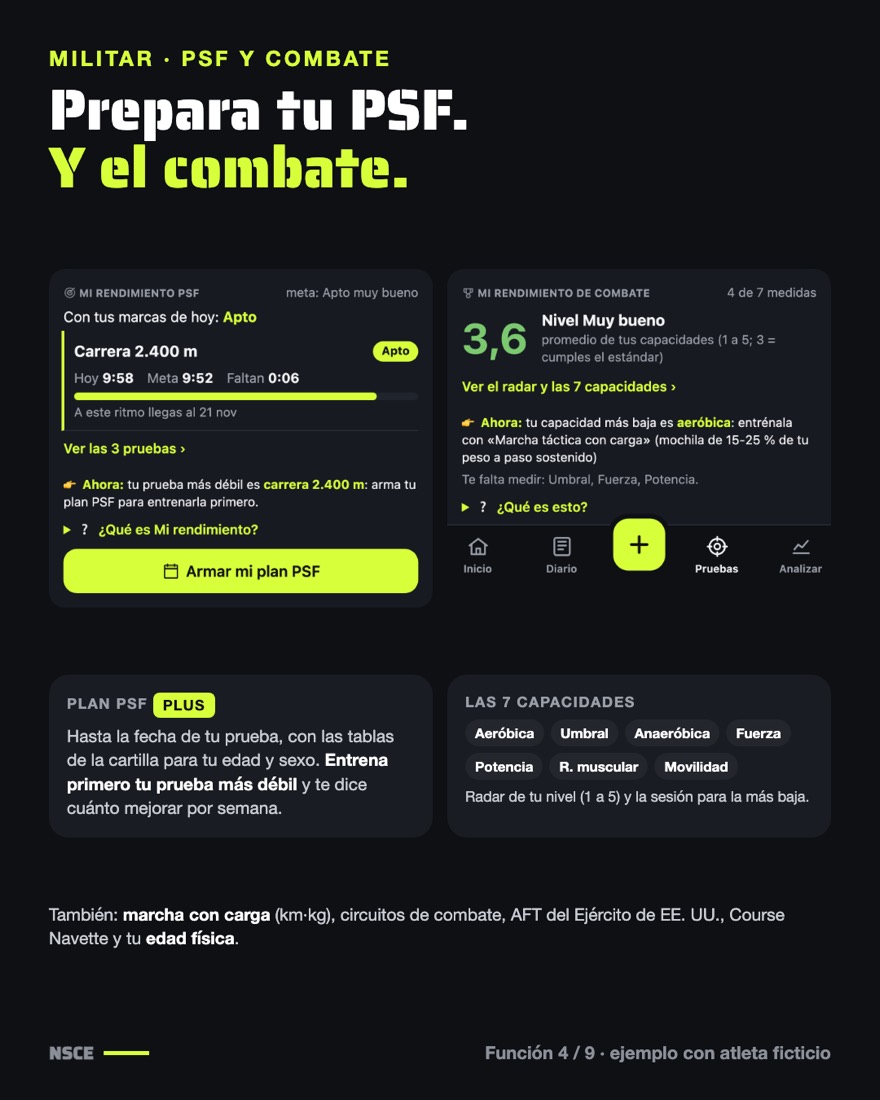 MILITAR · PSF Y COMBATE
Prepara tu PSF.
Y el combate.
MI RENDIMIENTO PSF
meta: Apto muy bueno
Con tus marcas de hoy: Apto
Carrera 2.400 m
Apto
Hoy 9:58 Meta 9:52 Faltan 0:06
A este ritmo llegas al 21 nov
Ver las 3 pruebas ›
👉 Ahora: tu prueba más débil es carrera 2.400 m: arma tu
plan PSF para entrenarla primero.
▶ ? ¿Qué es Mi rendimiento?
Armar mi plan PSF
MI RENDIMIENTO DE COMBATE
4 de 7 medidas
3,6
Nivel Muy bueno
promedio de tus capacidades (1 a 5; 3 =
cumples el estándar)
Ver el radar y las 7 capacidades ›
👉 Ahora: tu capacidad más baja es aeróbica: entrénala
con «Marcha táctica con carga» (mochila de 15-25 % de tu
peso a paso sostenido)
Te falta medir: Umbral, Fuerza, Potencia.
▶ ? ¿Qué es esto?
+
Inicio
Diario
Pruebas
Analizar
PLAN PSF PLUS
Hasta la fecha de tu prueba, con las tablas
de la cartilla para tu edad y sexo. Entrena
primero tu prueba más débil y te dice
cuánto mejorar por semana.
LAS 7 CAPACIDADES
Aeróbica Umbral Anaeróbica Fuerza
Potencia R. muscular Movilidad
Radar de tu nivel (1 a 5) y la sesión para la más baja.
También: marcha con carga (km·kg), circuitos de combate, AFT del Ejército de EE. UU., Course
Navette y tu edad física.
NSCE
Función 4 / 9 · ejemplo con atleta ficticio